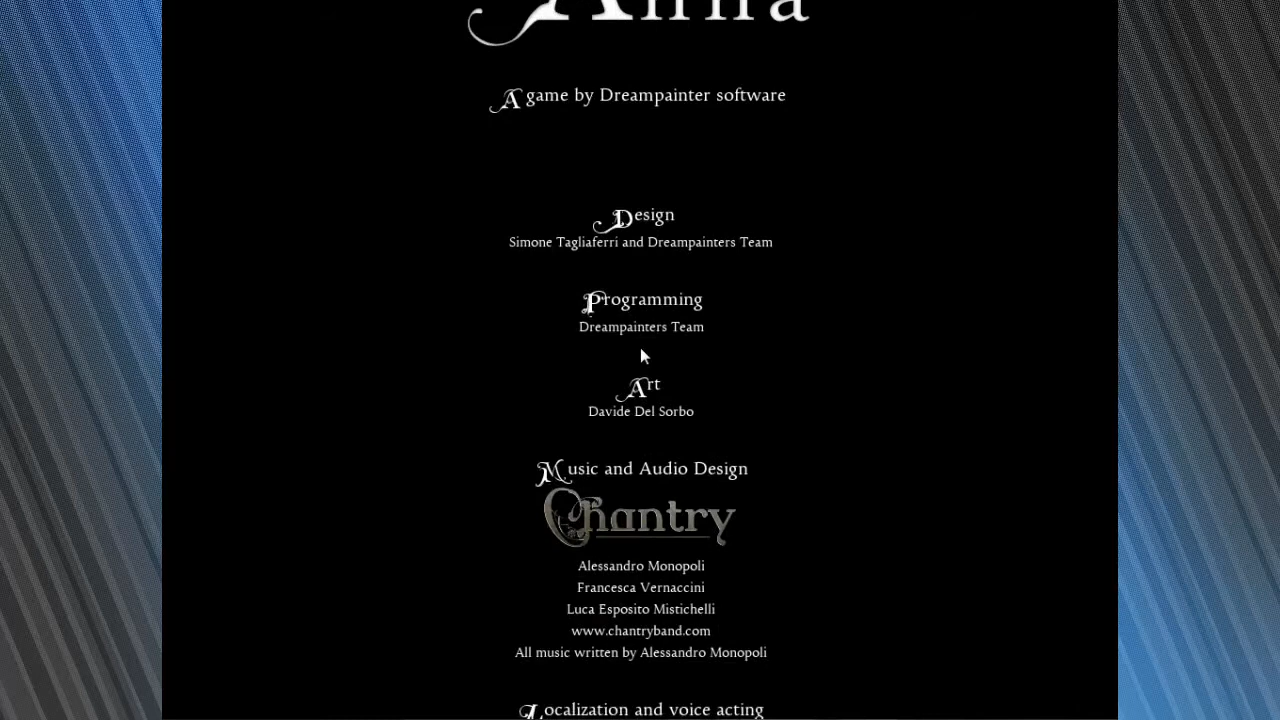 Anna
A game by Dreampainter software
Design
Simone Tagliaferri and Dreampainters Team
Programming
Dreampainters Team
Art
Davide Del Sorbo
Music and Audio Design
Chantry
Alessandro Monopoli
Francesca Vernaccini
Luca Esposito Mistichelli
www.chantryband.com
All music written by Alessandro Monopoli
Localization and voice acting